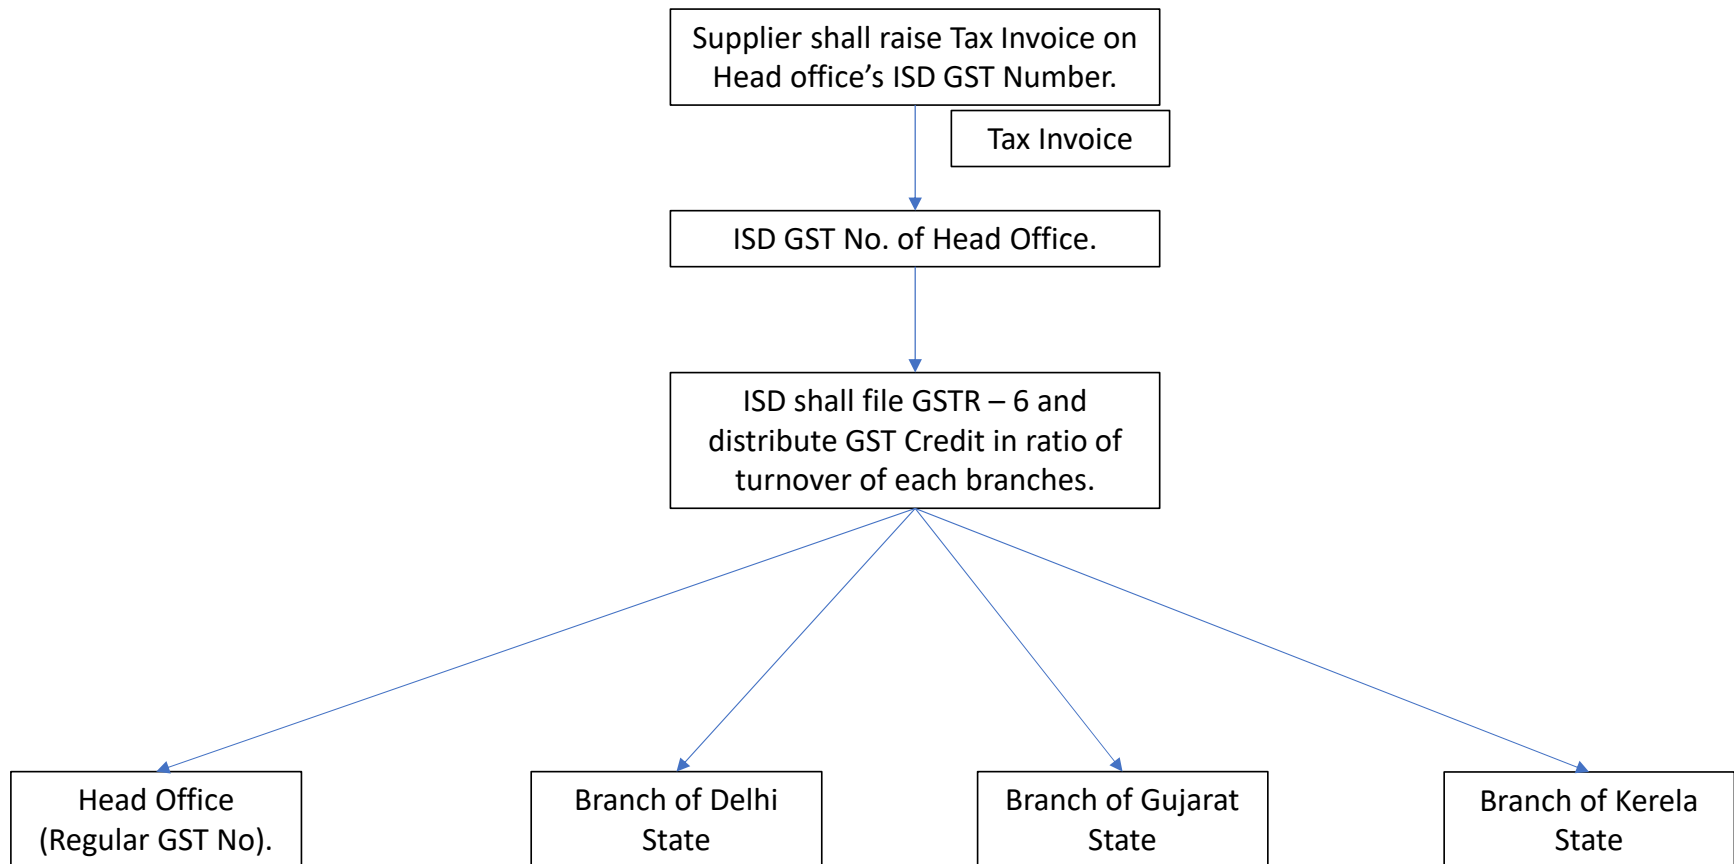 Supplier shall raise Tax Invoice on
Head office’s ISD GST Number.
Tax Invoice
ISD GST No. of Head Office.
ISD shall file GSTR – 6 and
distribute GST Credit in ratio of
turnover of each branches.
Head Office
(Regular GST No).
Branch of Delhi
State
Branch of Gujarat
State
Branch of Kerela
State